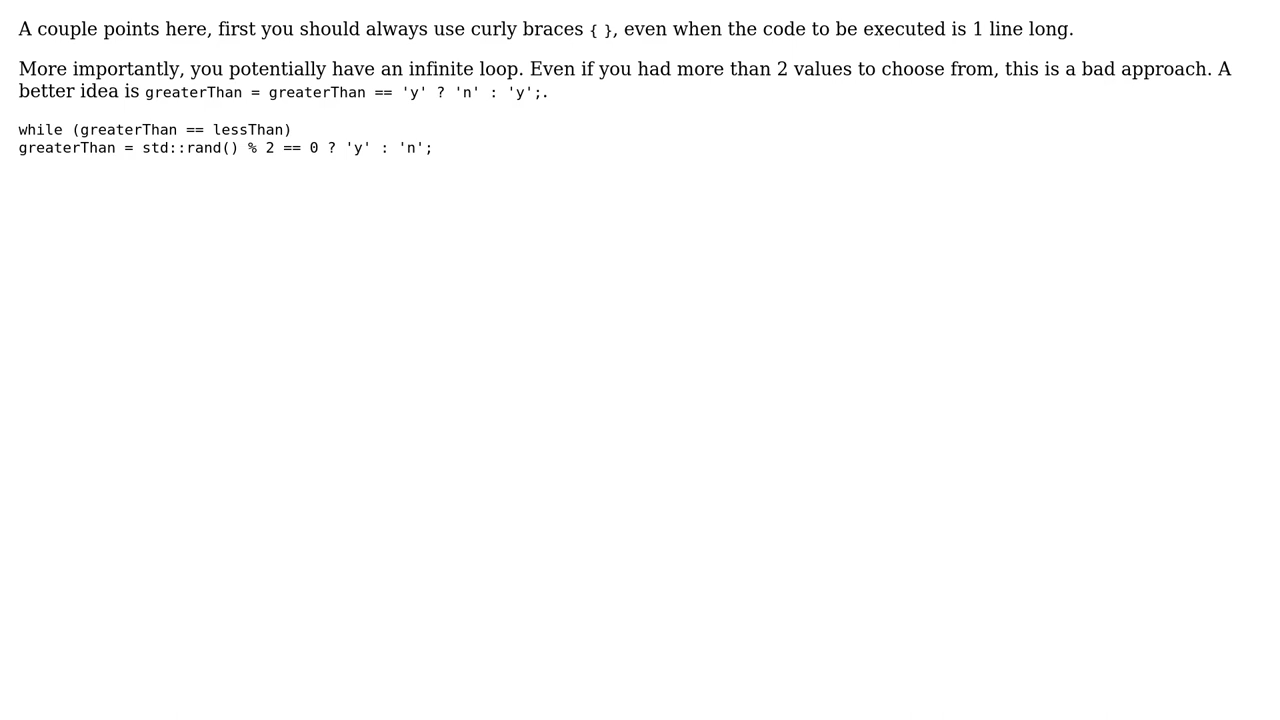 A couple points here, first you should always use curly braces { }, even when the code to be executed is 1 line long.
More importantly, you potentially have an infinite loop. Even if you had more than 2 values to choose from, this is a bad approach. A
better idea is greaterThan = greaterThan == 'y' ? 'n' : 'y';.
while (greaterThan == lessThan)
greaterThan = std::rand() % 2 == 0 ? 'y' : 'n';